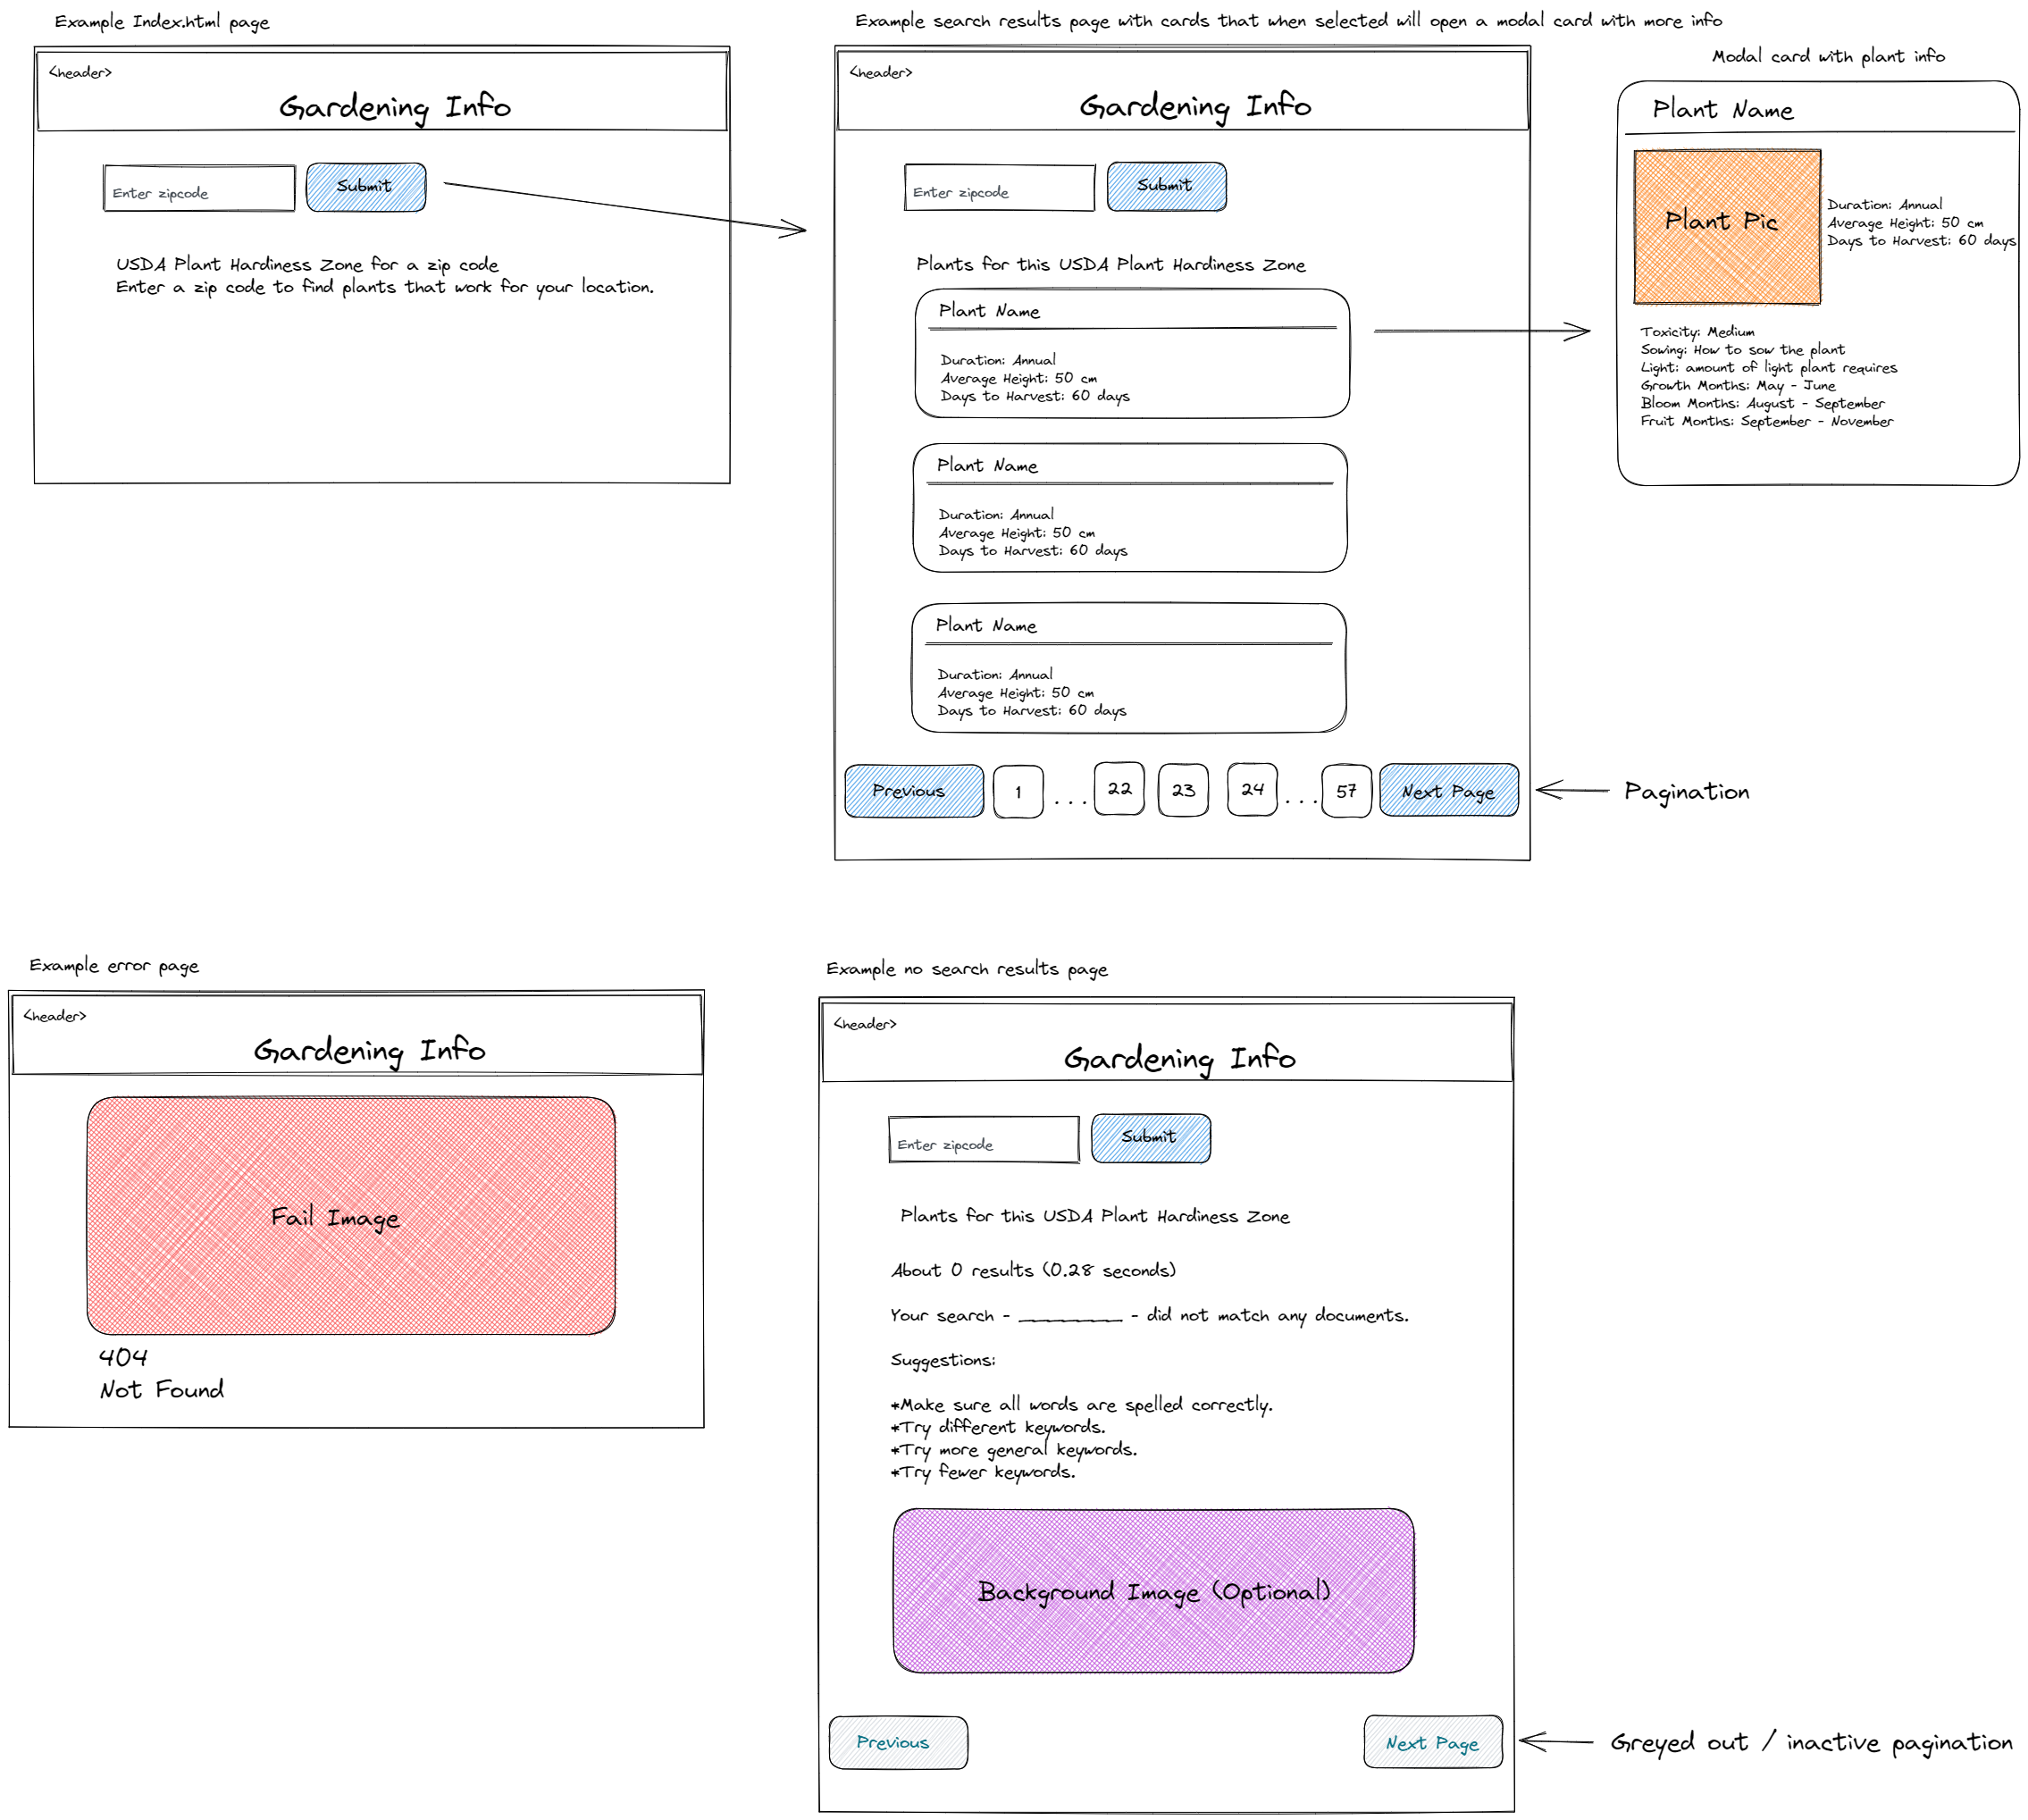 Example Index.html page
<header>
Gardening Info
Enter zipcode
Submit
USDA Plant Hardiness Zone for a zip code
Enter a zip code to find plants that work for your location.
Example search results page with cards that when selected will open a modal card with more info
<header>
Gardening Info
Enter zipcode
Submit
Plants for this USDA Plant Hardiness Zone
Plant Name
Duration: Annual
Average Height: 50 cm
Days to Harvest: 60 days
Plant Name
Duration: Annual
Average Height: 50 cm
Days to Harvest: 60 days
Plant Name
Duration: Annual
Average Height: 50 cm
Days to Harvest: 60 days
Previous 1 ... 22 23 24 ... 57 Next Page
Pagination
Modal card with plant info
Plant Name
Plant Pic
Duration: Annual
Average Height: 50 cm
Days to Harvest: 60 days
Toxicity: Medium
Sowing: How to sow the plant
Light: amount of light plant requires
Growth Months: May - June
Bloom Months: August - September
Fruit Months: September - November
Example error page
<header>
Gardening Info
Fail Image
404
Not Found
Example no search results page
<header>
Gardening Info
Enter zipcode
Submit
Plants for this USDA Plant Hardiness Zone
About 0 results (0.28 seconds)
Your search - __________ - did not match any documents.
Suggestions:
*Make sure all words are spelled correctly.
*Try different keywords.
*Try more general keywords.
*Try fewer keywords.
Background Image (Optional)
Previous
Next Page
Greyed out / inactive pagination